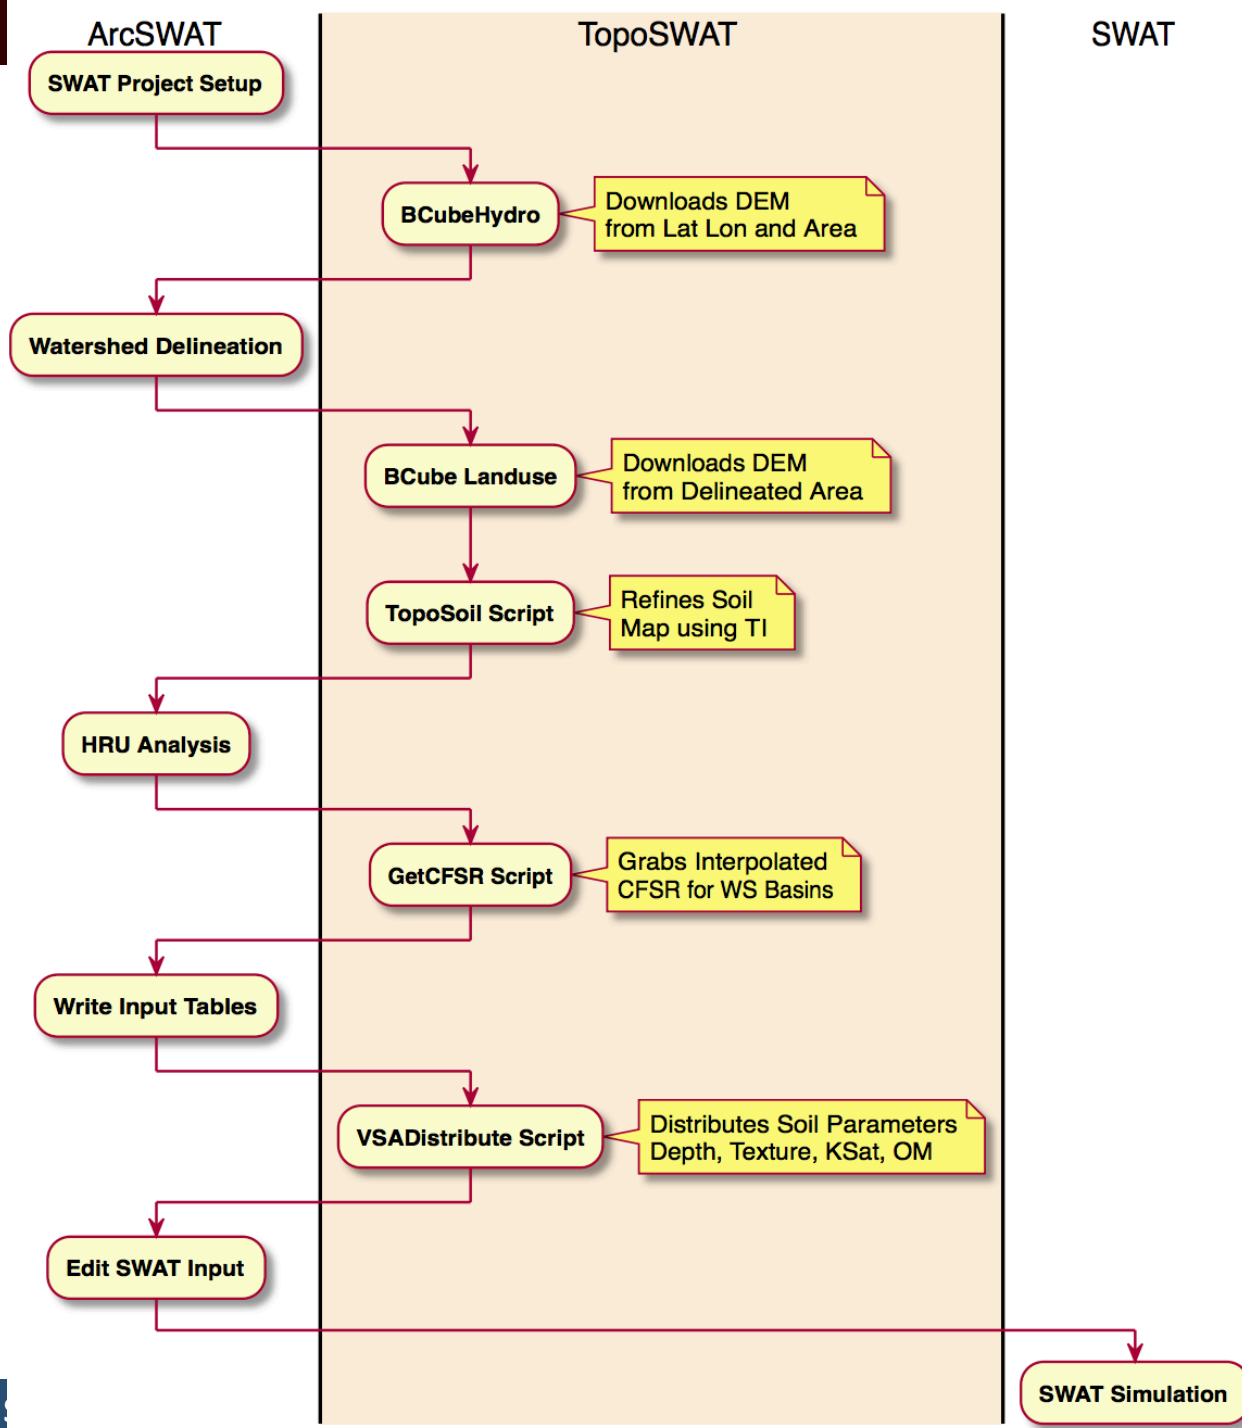 ArcSWAT
TopoSWAT
SWAT
SWAT Project Setup
BCubeHydro
Downloads DEM
from Lat Lon and Area
Watershed Delineation
BCube Landuse
Downloads DEM
from Delineated Area
TopoSoil Script
Refines Soil
Map using TI
HRU Analysis
GetCFSR Script
Grabs Interpolated
CFSR for WS Basins
Write Input Tables
VSADistribute Script
Distributes Soil Parameters
Depth, Texture, KSat, OM
Edit SWAT Input
SWAT Simulation